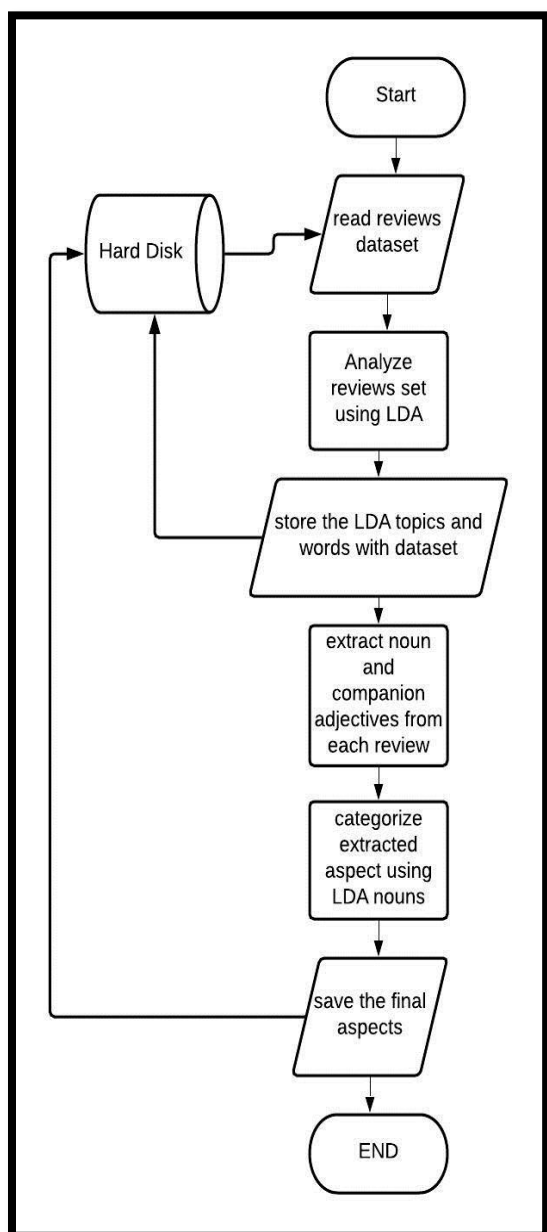 Start
read reviews
dataset
Hard Disk
Analyze
reviews set
using LDA
store the LDA topics and
words with dataset
extract noun
and
companion
adjectives from
each review
categorize
extracted
aspect using
LDA nouns
save the final
aspects
END